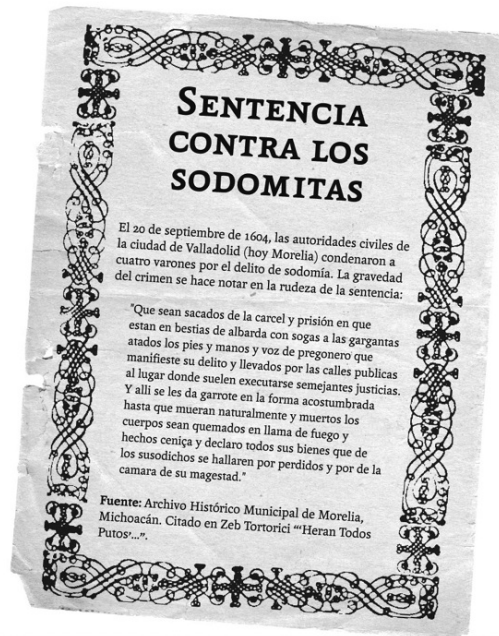 SENTENCIA
CONTRA LOS
SODOMITAS
El 20 de septiembre de 1604, las autoridades civiles de
la ciudad de Valladolid (hoy Morelia) condenaron a
cuatro varones por el delito de sodomía. La gravedad
del crimen se hace notar en la rudeza de la sentencia:
"Que sean sacados de la carcel y prisión en que
estan en bestias de albarda con sogas a las gargantas
atados los pies y manos y voz de pregonero que
manifieste su delito y llevados por las calles publicas
al lugar donde suelen executarse semejantes justicias.
Y alli se les da garrote en la forma acostumbrada
hasta que mueran naturalmente y muertos los
cuerpos sean quemados en llama de fuego y
hechos ceniça y declaro todos sus bienes que de
los susodichos se hallaren por perdidos y por de la
camara de su magestad."
Fuente: Archivo Histórico Municipal de Morelia,
Michoacán. Citado en Zeb Tortorici “‘Heran Todos
Putos’...”.